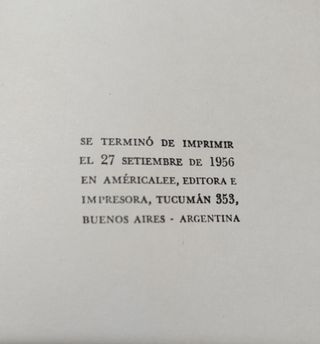 SE TERMINÓ DE IMPRIMIR
EL 27 SETIEMBRE DE 1956
EN AMÉRICALEE, EDITORA E
IMPRESORA, TUCUMÁN 353,
BUENOS AIRES - ARGENTINA